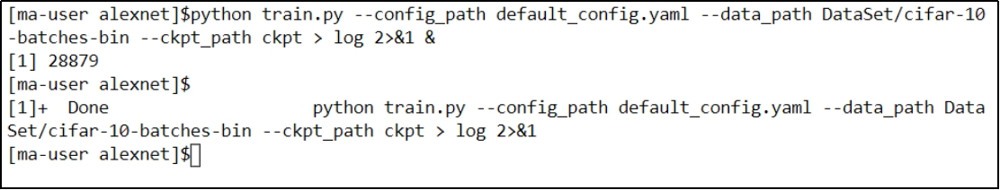 [ma-user alexnet]$python train.py --config_path default_config.yaml --data_path DataSet/cifar-10
-batches-bin --ckpt_path ckpt > log 2>&1 &
[1] 28879
[ma-user alexnet]$
[1]+  Done                    python train.py --config_path default_config.yaml --data_path Data
Set/cifar-10-batches-bin --ckpt_path ckpt > log 2>&1
[ma-user alexnet]$